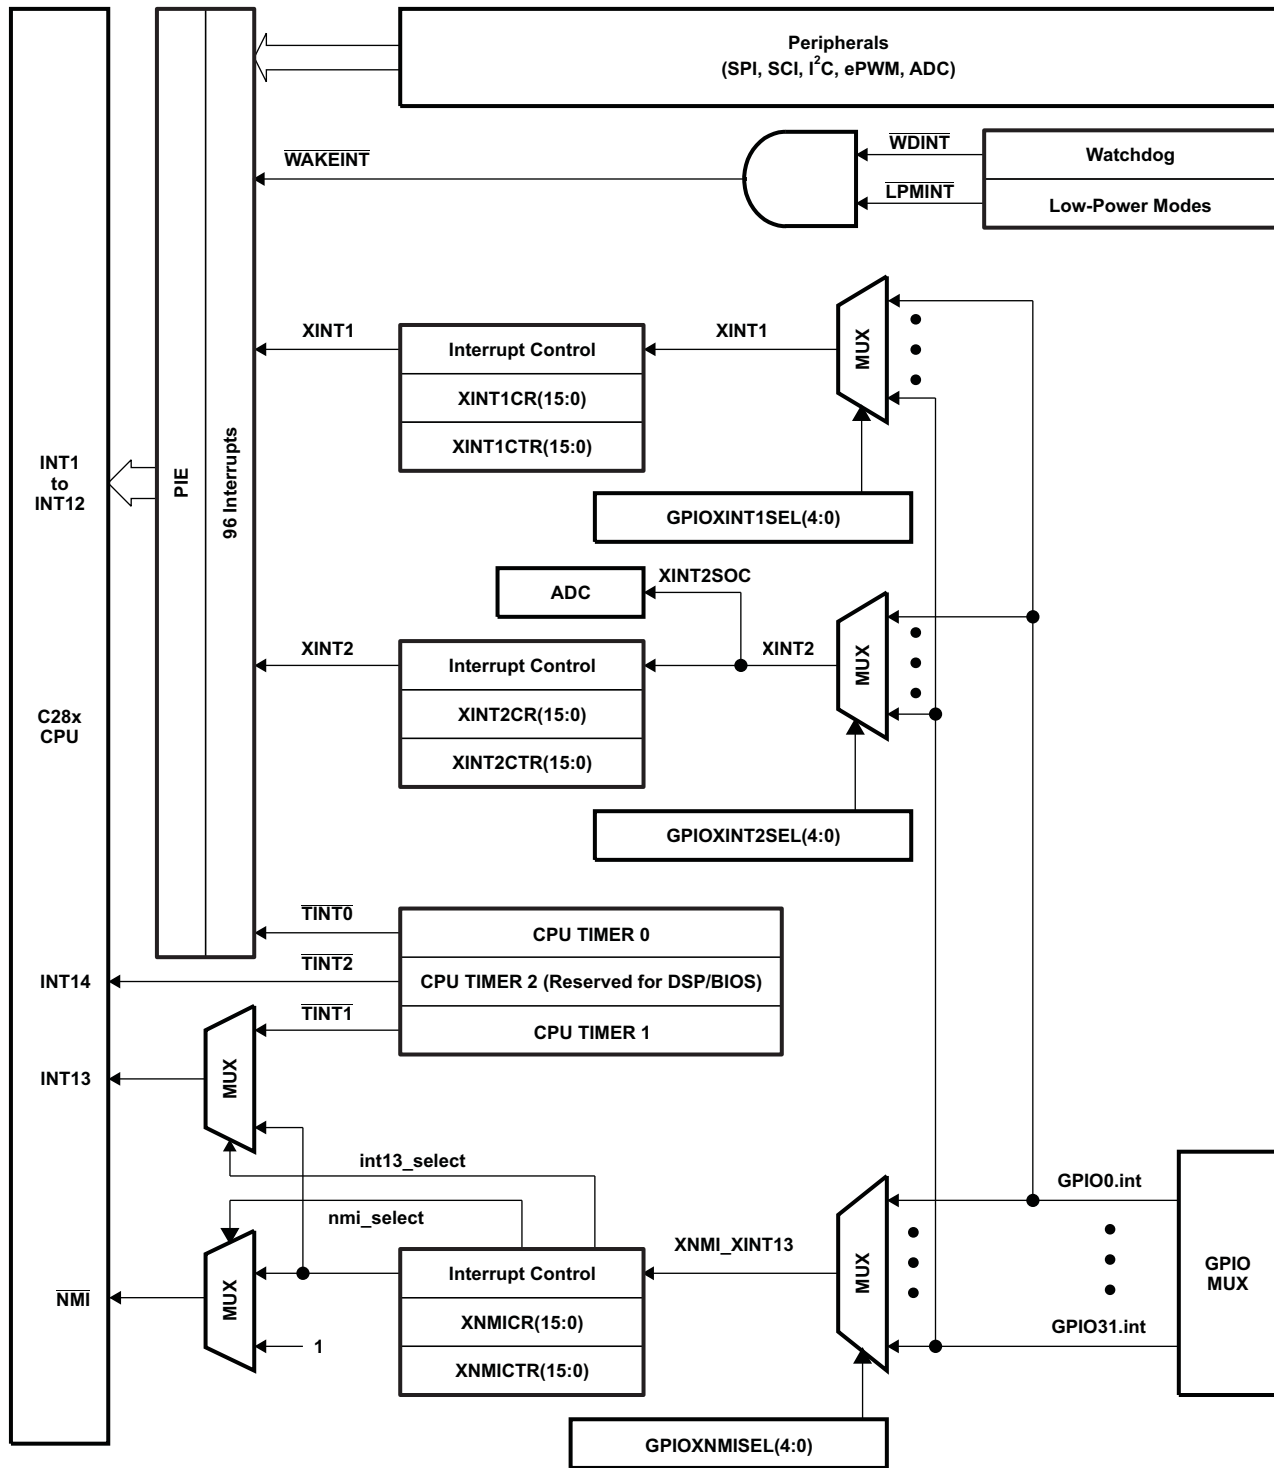 Peripherals
(SPI, SCI, I²C, ePWM, ADC)
WDINT
Watchdog
WAKEINT
LPMINT
Low-Power Modes
XINT1
Interrupt Control
XINT1
MUX
XINT1CR(15:0)
XINT1CTR(15:0)
INT1
to
INT12
PIE
96 Interrupts
GPIOXINT1SEL(4:0)
ADC
XINT2SOC
XINT2
Interrupt Control
XINT2
MUX
XINT2CR(15:0)
XINT2CTR(15:0)
C28x
CPU
GPIOXINT2SEL(4:0)
TINT0
CPU TIMER 0
INT14
TINT2
CPU TIMER 2 (Reserved for DSP/BIOS)
TINT1
CPU TIMER 1
INT13
MUX
int13_select
nmi_select
GPIO0.int
XNMI_XINT13
MUX
Interrupt Control
GPIO
MUX
NMI
MUX
XNMICR(15:0)
GPIO31.int
1
XNMICTR(15:0)
GPIOXNMISEL(4:0)